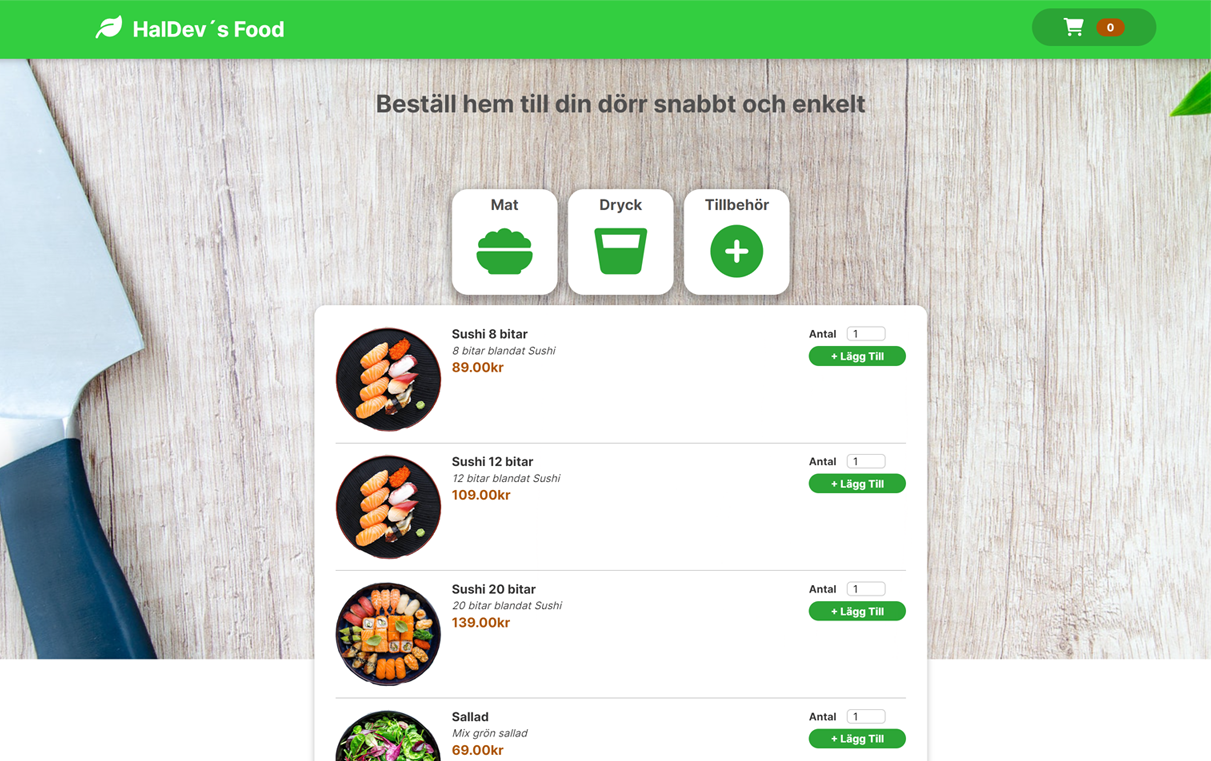 HalDev´s Food
0
Beställ hem till din dörr snabbt och enkelt
Mat
Dryck
Tillbehör
Sushi 8 bitar
8 bitar blandat Sushi
89.00kr
Antal 1
+ Lägg Till
Sushi 12 bitar
12 bitar blandat Sushi
109.00kr
Antal 1
+ Lägg Till
Sushi 20 bitar
20 bitar blandat Sushi
139.00kr
Antal 1
+ Lägg Till
Sallad
Mix grön sallad
69.00kr
Antal 1
+ Lägg Till